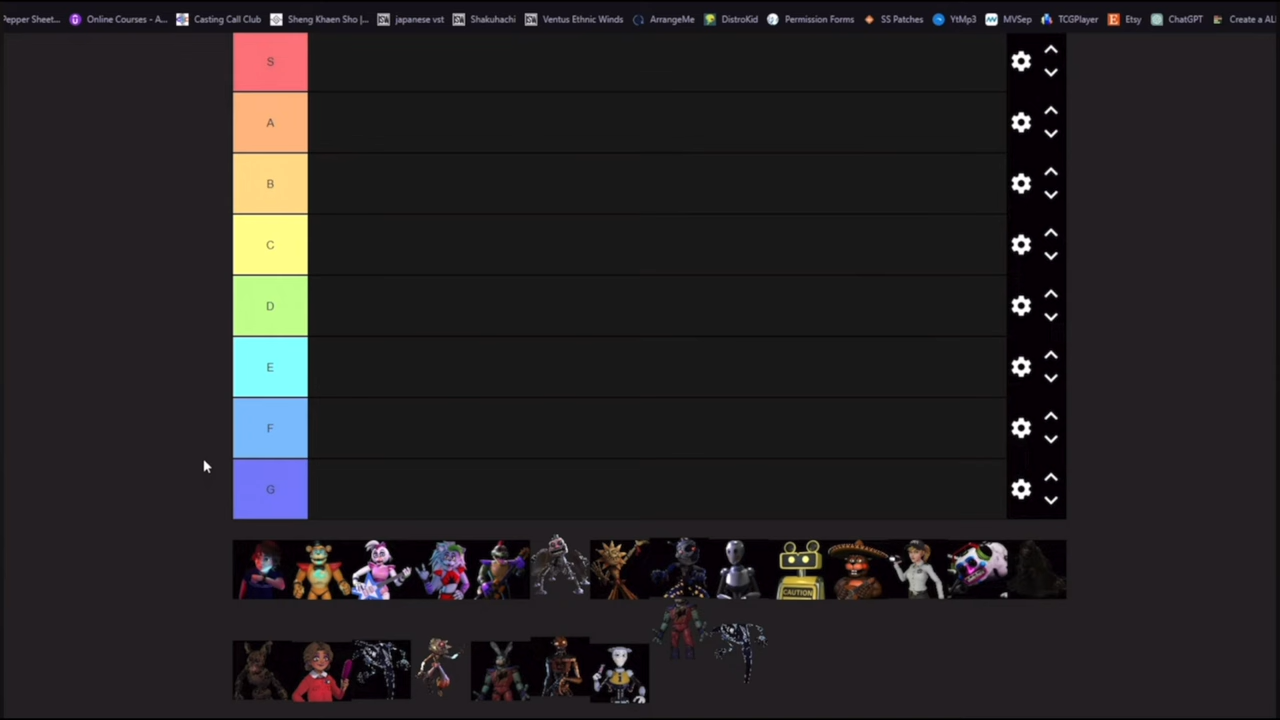 Pepper Sheet... Online Courses - A... Casting Call Club Sheng Khaen Sho |... japanese vst Shakuhachi Ventus Ethnic Winds ArrangeMe DistroKid Permission Forms SS Patches YtMp3 MVSep TCGPlayer Etsy ChatGPT Create a AL
S
A
B
C
D
E
F
G
CAUTION